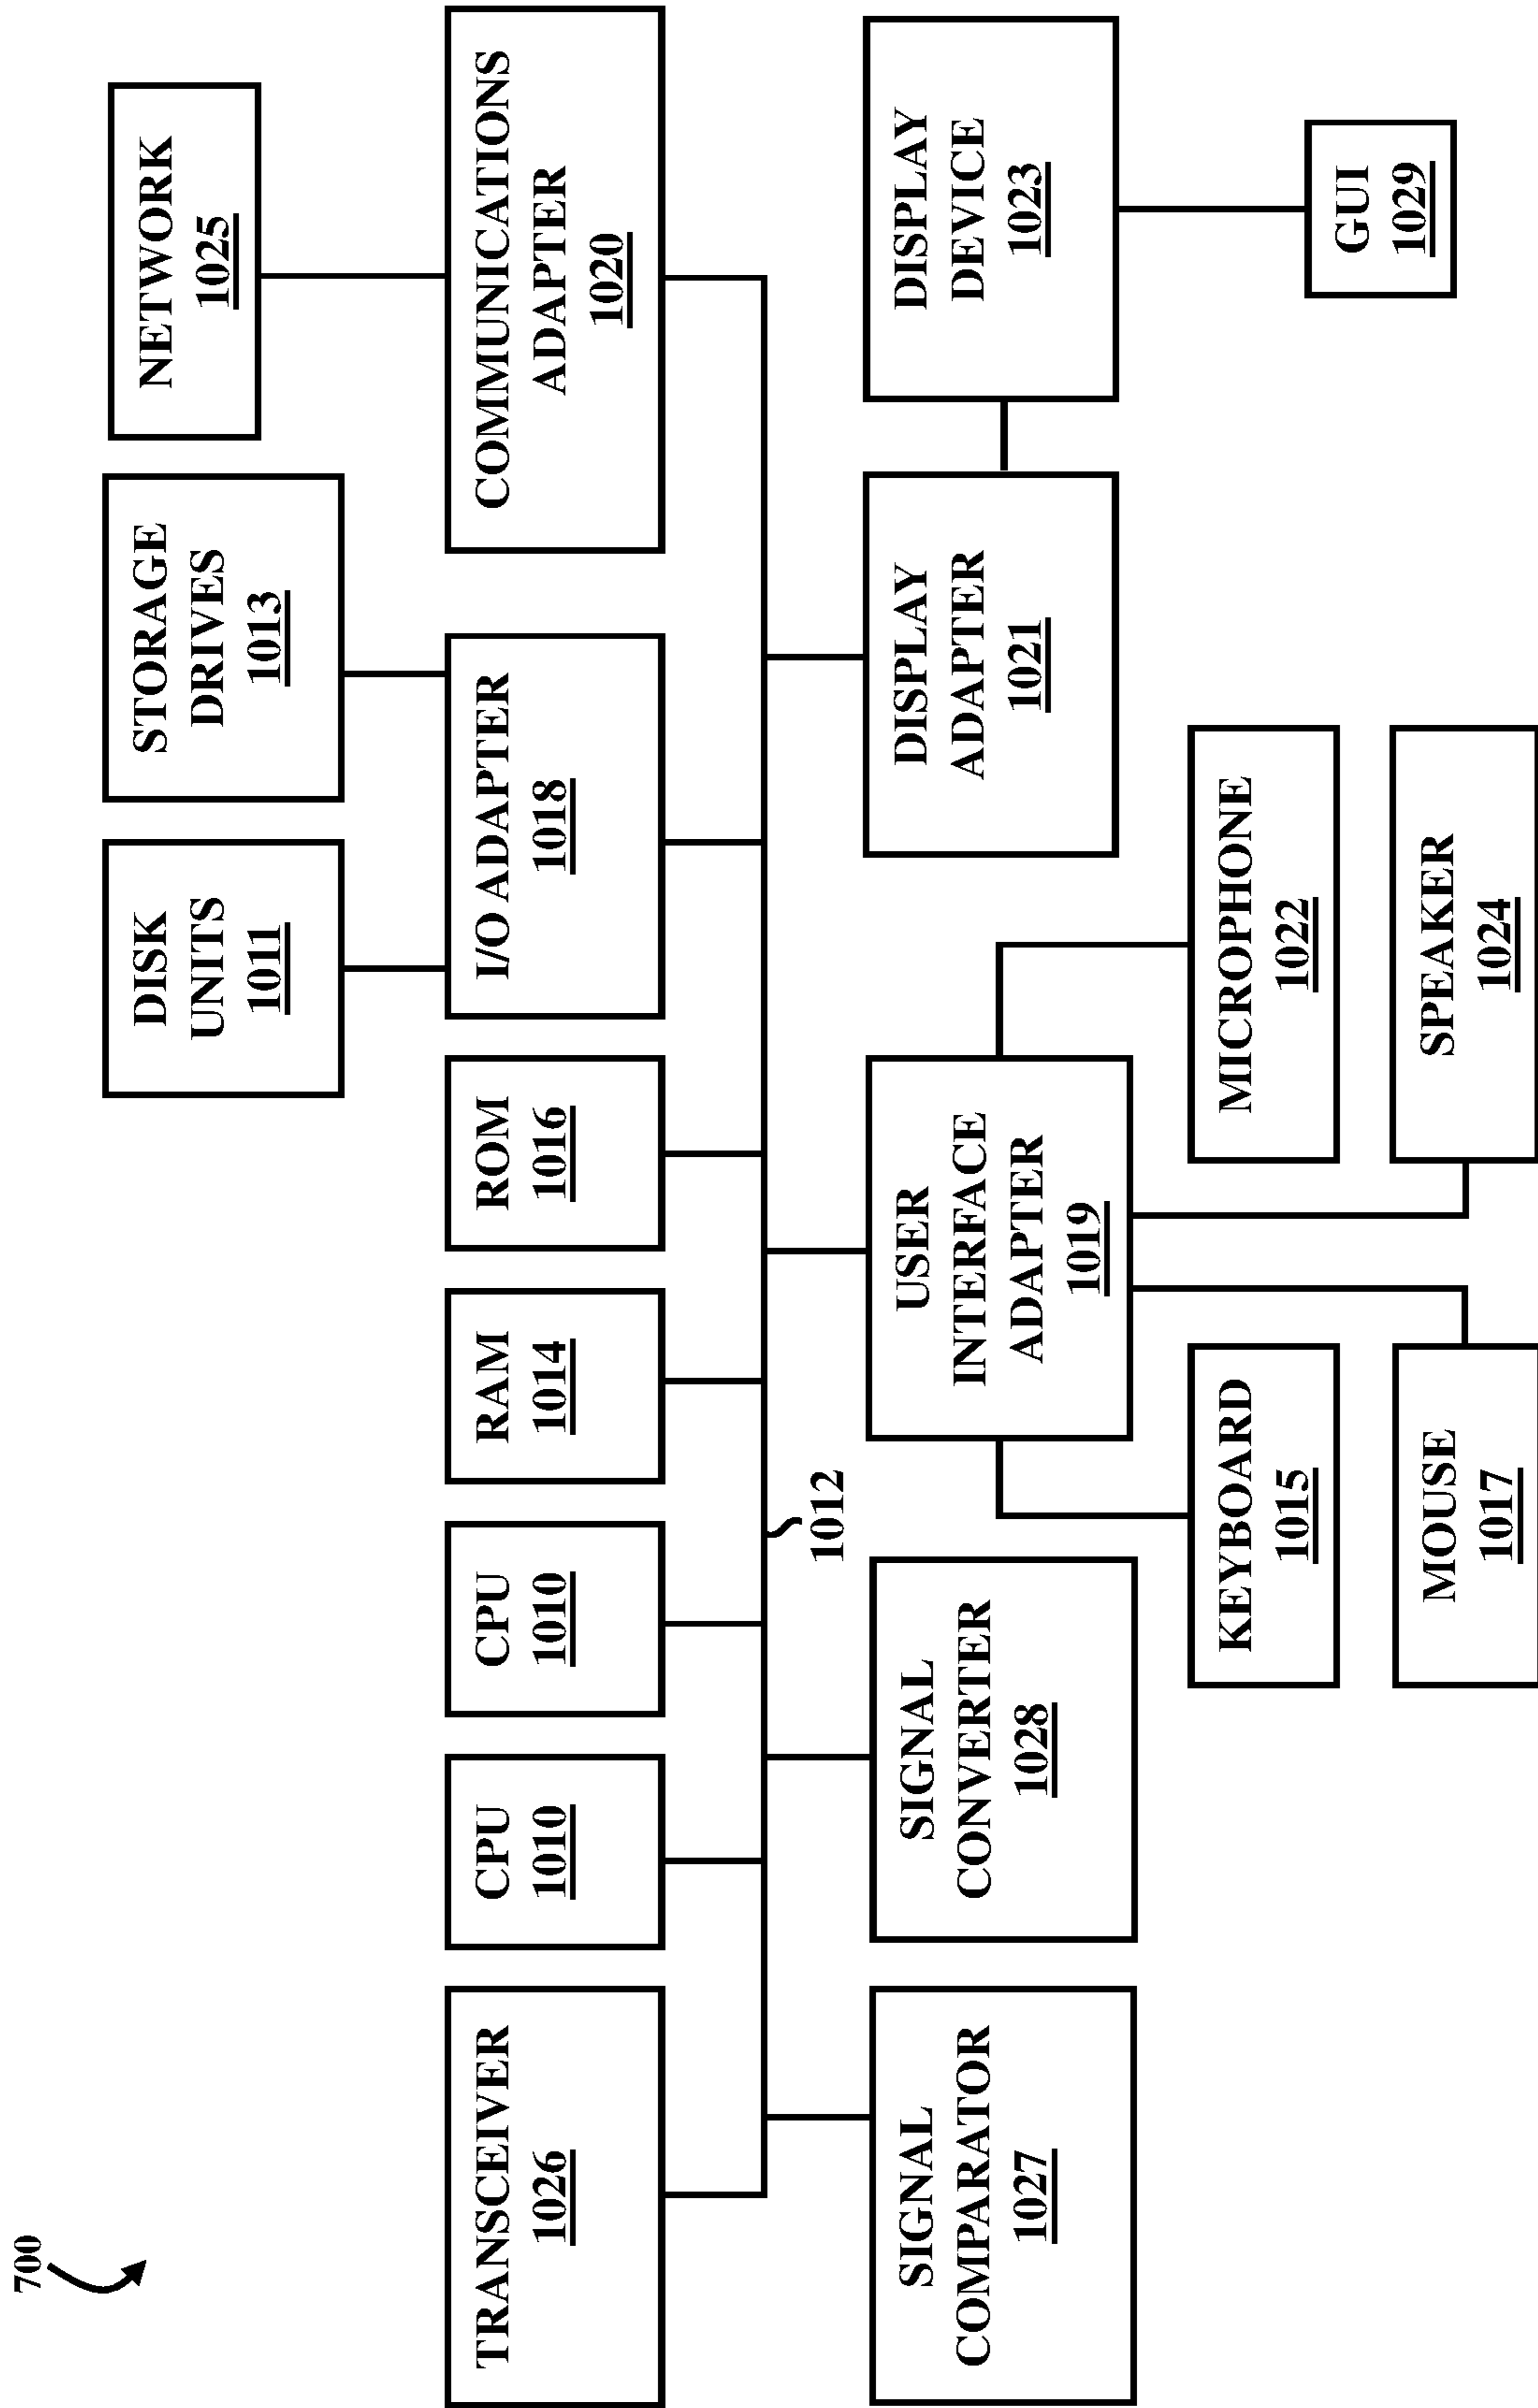 700
DISK
UNITS
1011
STORAGE
DRIVES
1013
NETWORK
1025
TRANSCEIVER
1026
CPU
1010
CPU
1010
RAM
1014
ROM
1016
I/O ADAPTER
1018
COMMUNICATIONS
ADAPTER
1020
1012
SIGNAL
COMPARATOR
1027
SIGNAL
CONVERTER
1028
USER
INTERFACE
ADAPTER
1019
DISPLAY
ADAPTER
1021
DISPLAY
DEVICE
1023
KEYBOARD
1015
MICROPHONE
1022
GUI
1029
MOUSE
1017
SPEAKER
1024